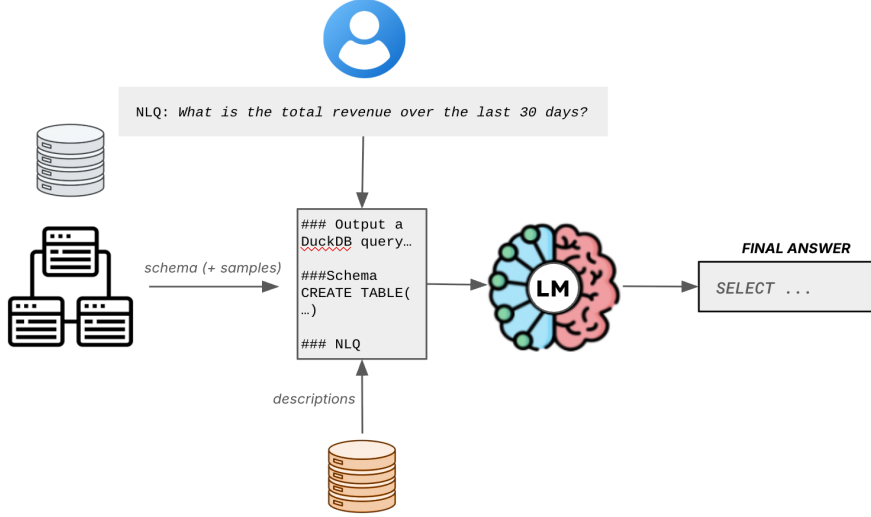 NLQ: What is the total revenue over the last 30 days?
schema (+ samples)
### Output a
DuckDB query…
###Schema
CREATE TABLE(
…)
### NLQ
descriptions
LM
FINAL ANSWER
SELECT ...